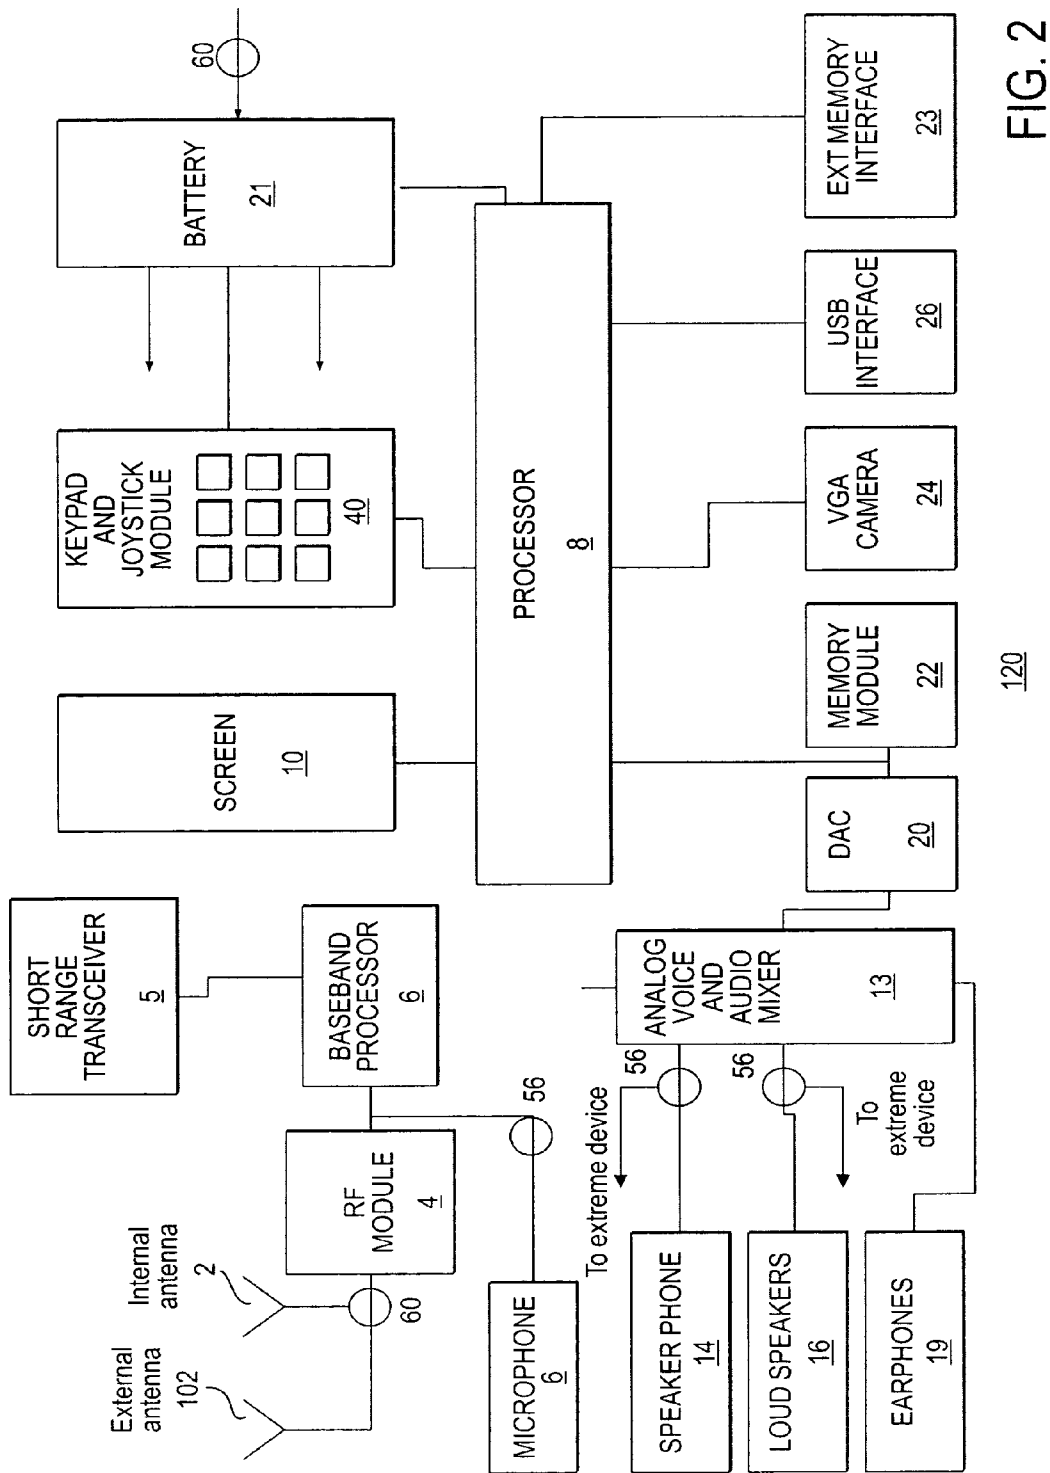 External
antenna
102
Internal
antenna
2
60
RF
MODULE
4
SHORT
RANGE
TRANSCEIVER
5
BASEBAND
PROCESSOR
6
MICROPHONE
6
56
SCREEN
10
KEYPAD
AND
JOYSTICK
MODULE
40
BATTERY
21
60
PROCESSOR
8
To extreme device
56
56
To
extreme
device
SPEAKER PHONE
14
LOUD SPEAKERS
16
EARPHONES
19
ANALOG
VOICE
AND
AUDIO
MIXER
13
DAC
20
MEMORY
MODULE
22
VGA
CAMERA
24
USB
INTERFACE
26
EXT MEMORY
INTERFACE
23
120
FIG. 2